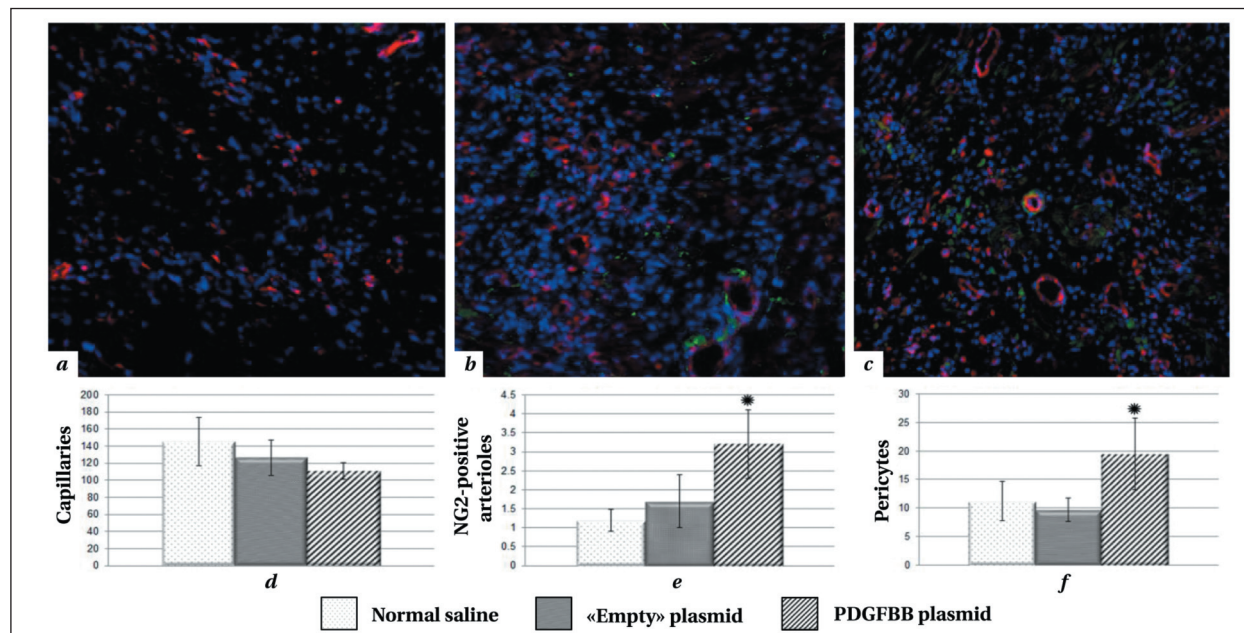 a
b
c
Capillaries
200
180
160
140
120
100
80
60
40
20
0
d
NG2-positive
arterioles
4.5
4
3.5
3
2.5
2
1.5
1
0.5
0
e
Pericytes
30
25
20
15
10
5
0
f
Normal saline
«Empty» plasmid
PDGFBB plasmid